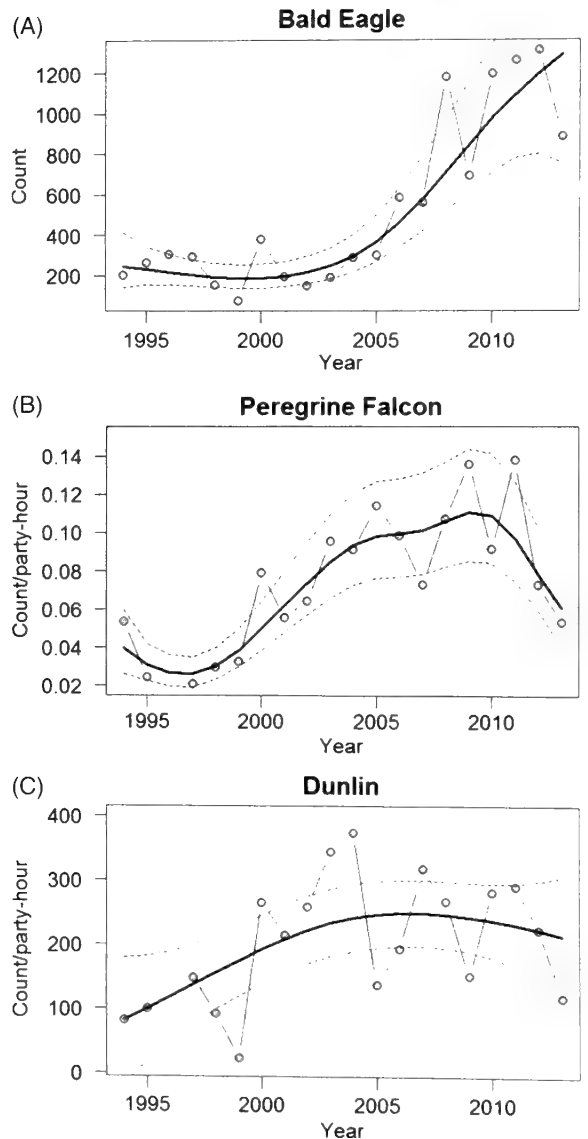 (A)
Bald Eagle
1200
1000
800
600
400
200
Count
1995 2000 2005 2010
Year
(B)
Peregrine Falcon
0.14
0.12
0.10
0.08
0.06
0.04
0.02
Count/party-hour
1995 2000 2005 2010
Year
(C)
Dunlin
400
300
200
100
0
Count/party-hour
1995 2000 2005 2010
Year